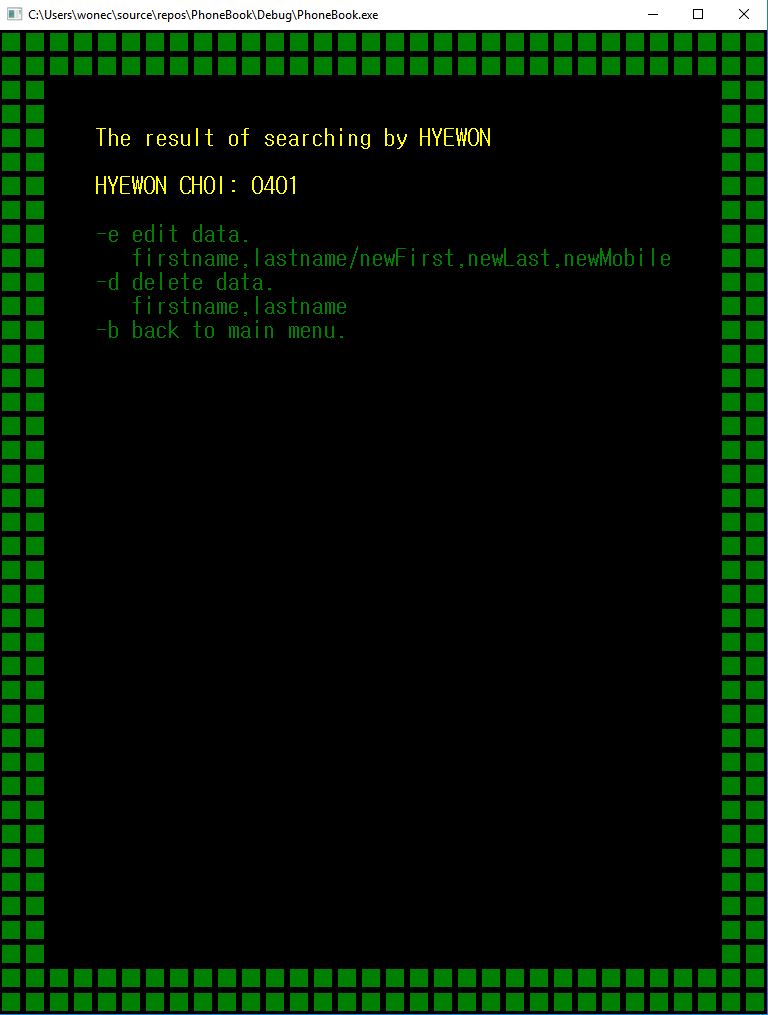 C:\Users\wonec\source\repos\PhoneBook\Debug\PhoneBook.exe
The result of searching by HYEWON
HYEWON CHOI: 0401
-e edit data.
firstname,lastname/newFirst,newLast,newMobile
-d delete data.
firstname,lastname
-b back to main menu.